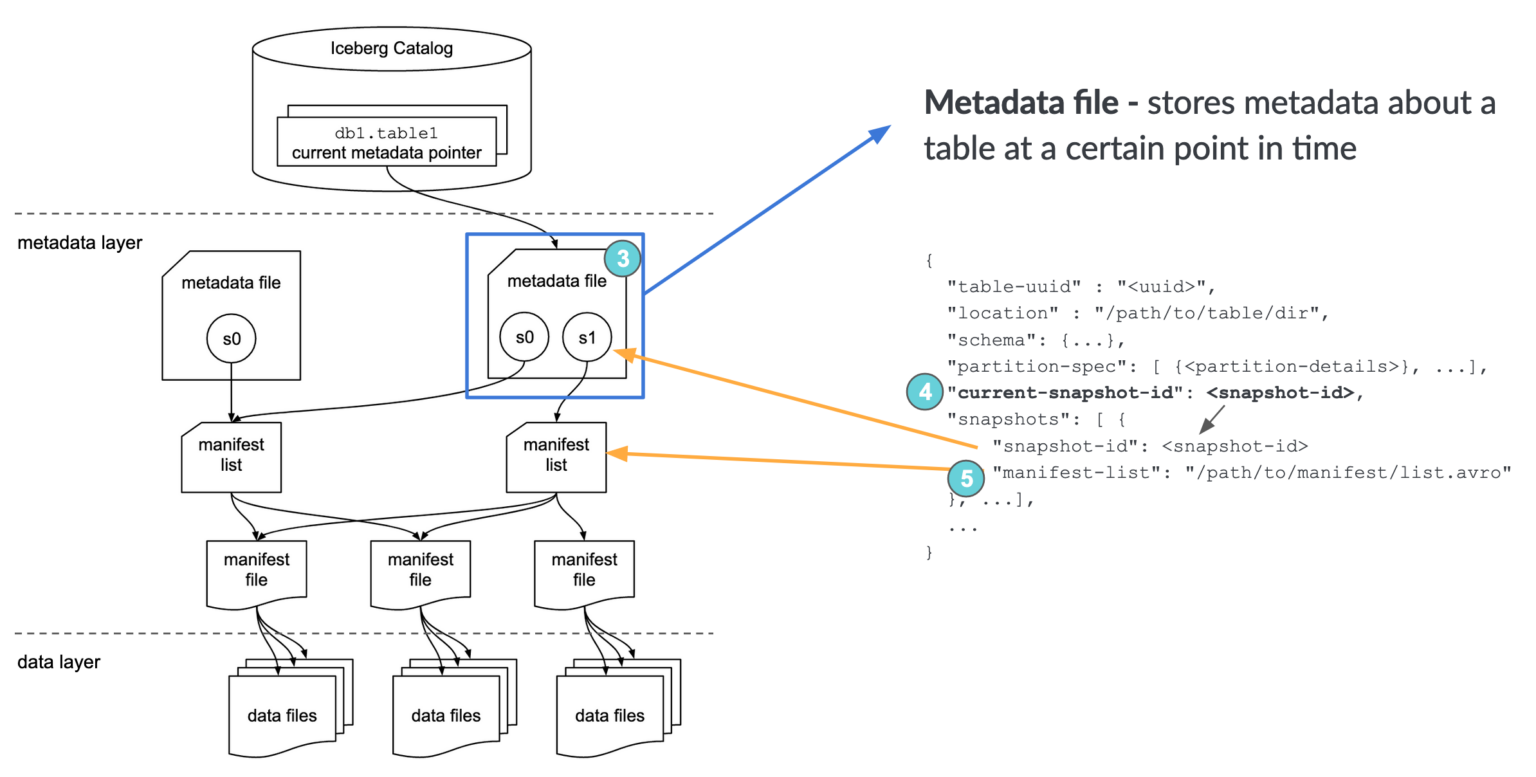 Iceberg Catalog
db1.table1
current metadata pointer
metadata layer
metadata file
s0
metadata file
3
s0
s1
manifest
list
manifest
list
manifest
file
manifest
file
manifest
file
data layer
data files
data files
data files
Metadata file - stores metadata about a
table at a certain point in time
{
"table-uuid" : "<uuid>",
"location" : "/path/to/table/dir",
"schema": {...},
"partition-spec": [ {<partition-details>}, ...],
4 "current-snapshot-id": <snapshot-id>,
"snapshots": [ {
"snapshot-id": <snapshot-id>
5 "manifest-list": "/path/to/manifest/list.avro"
}, ...],
...
}